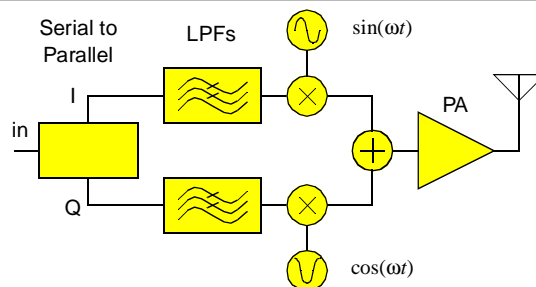 Serial to
Parallel
LPFs
sin(ωt)
I
PA
in
Q
cos(ωt)